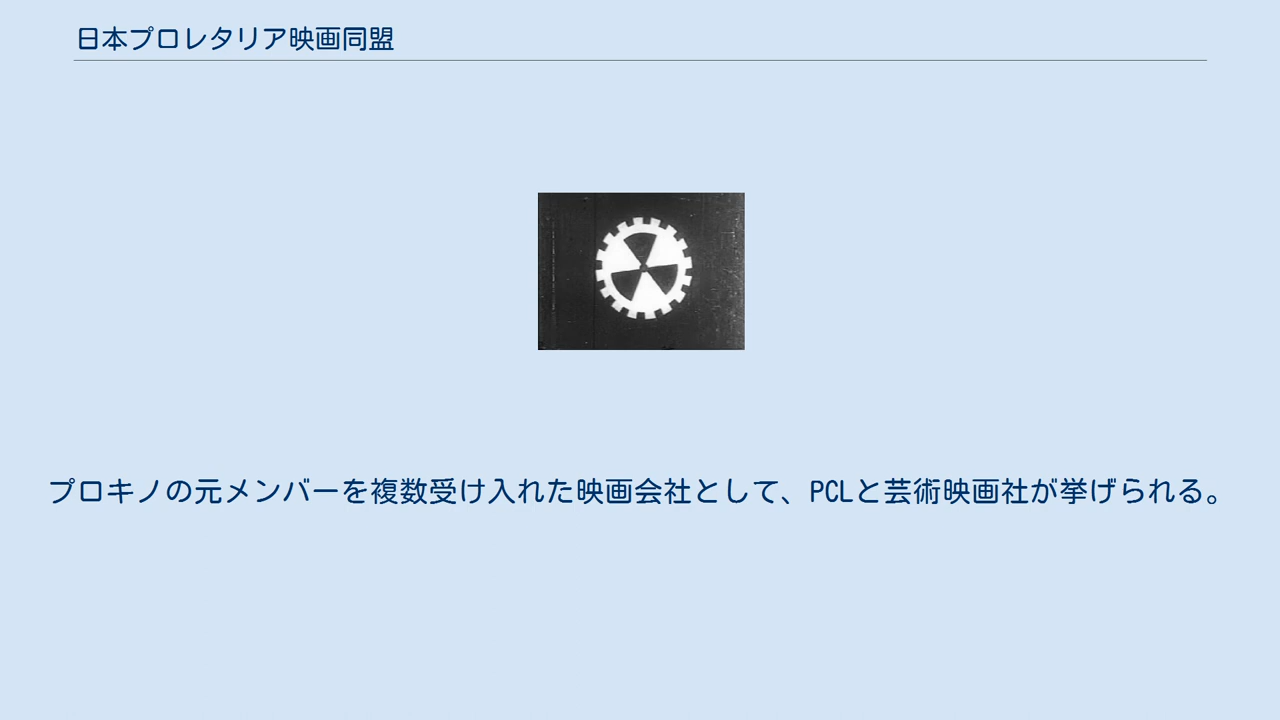 日本プロレタリア映画同盟
プロキノの元メンバーを複数受け入れた映画会社として、PCLと芸術映画社が挙げられる。